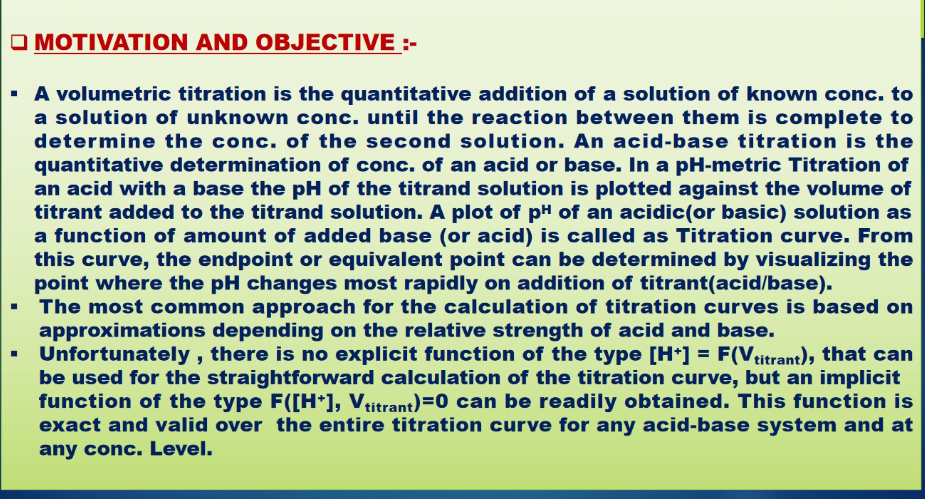 ❑ MOTIVATION AND OBJECTIVE :-
▪ A volumetric titration is the quantitative addition of a solution of known conc. to
a solution of unknown conc. until the reaction between them is complete to
determine the conc. of the second solution. An acid-base titration is the
quantitative determination of conc. of an acid or base. In a pH-metric Titration of
an acid with a base the pH of the titrand solution is plotted against the volume of
titrant added to the titrand solution. A plot of pᴴ of an acidic(or basic) solution as
a function of amount of added base (or acid) is called as Titration curve. From
this curve, the endpoint or equivalent point can be determined by visualizing the
point where the pH changes most rapidly on addition of titrant(acid/base).
▪ The most common approach for the calculation of titration curves is based on
approximations depending on the relative strength of acid and base.
▪ Unfortunately , there is no explicit function of the type [H⁺] = F(V_titrant), that can
be used for the straightforward calculation of the titration curve, but an implicit
function of the type F([H⁺], V_titrant)=0 can be readily obtained. This function is
exact and valid over the entire titration curve for any acid-base system and at
any conc. Level.